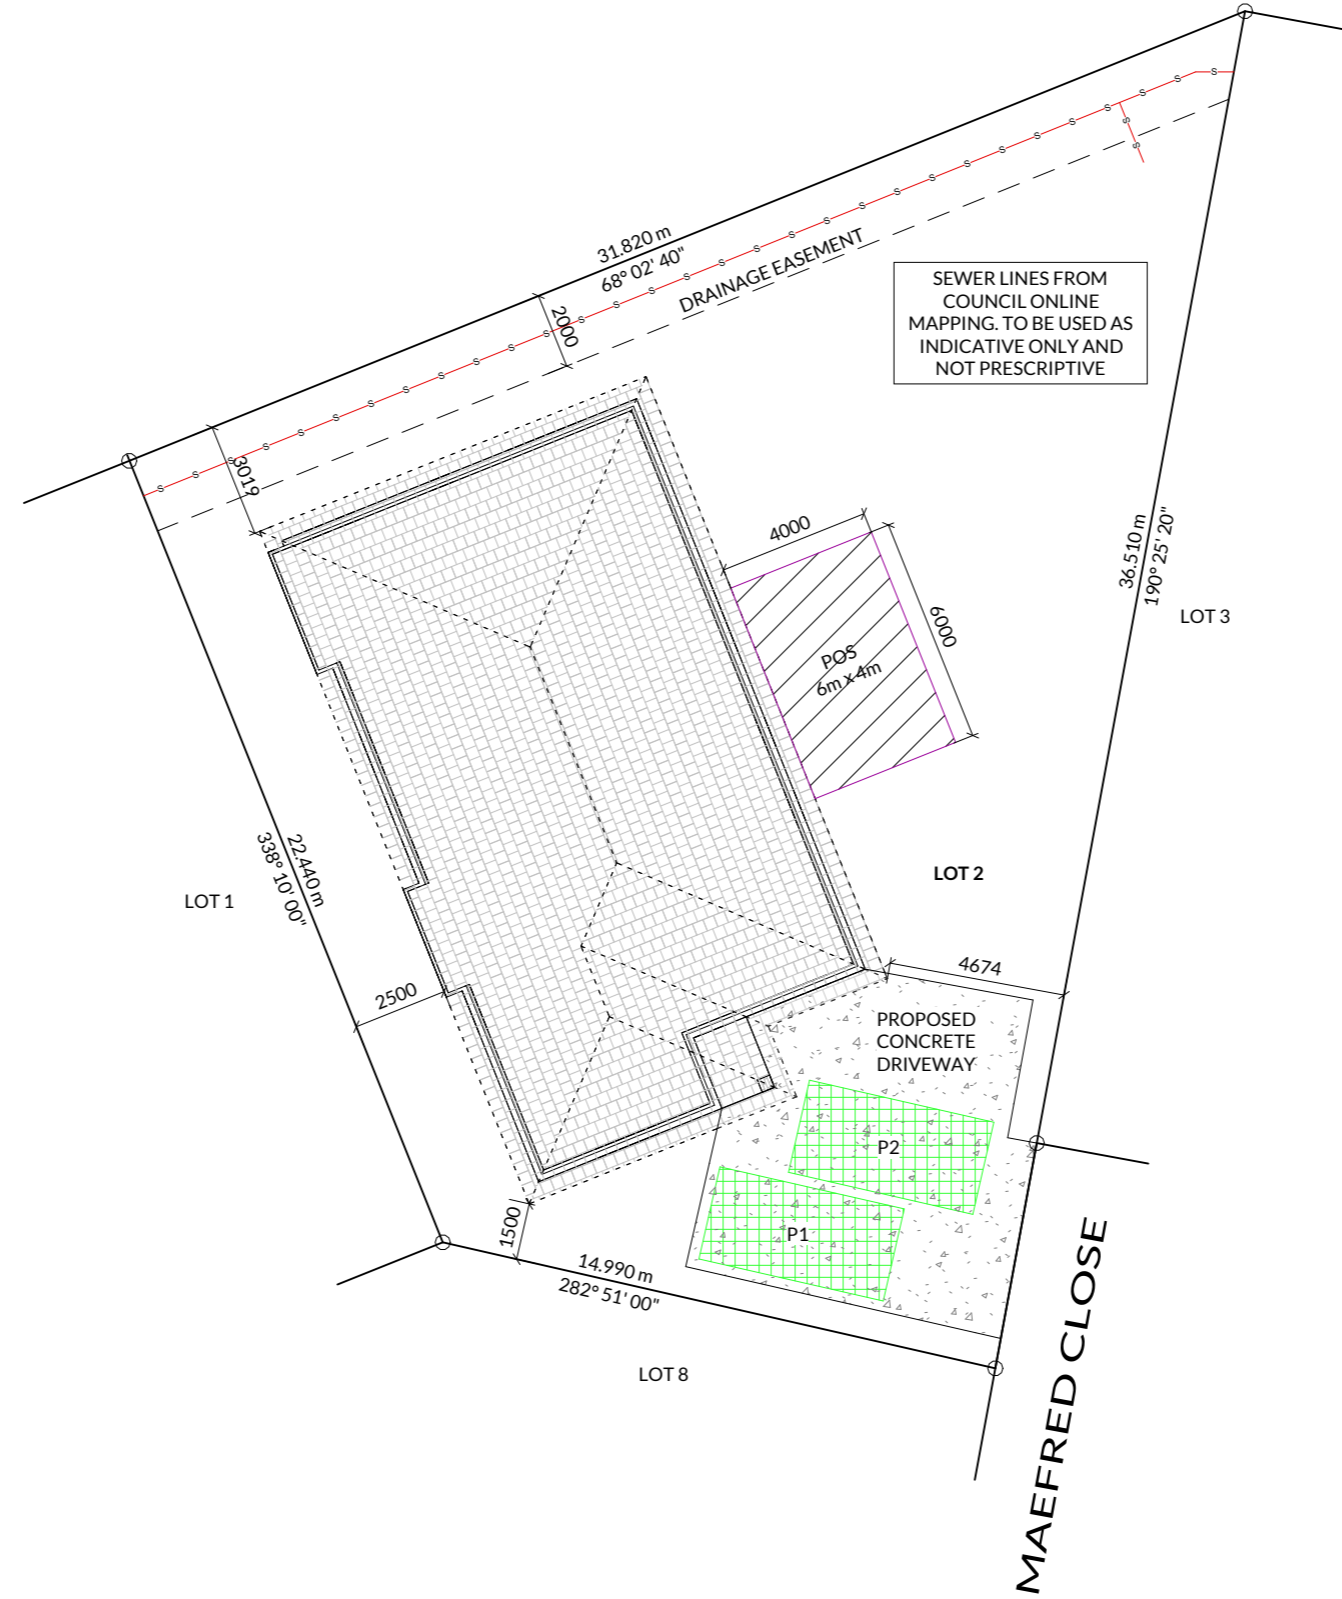 31.820 m
68° 02' 40"
DRAINAGE EASEMENT
2000
3019
SEWER LINES FROM
COUNCIL ONLINE
MAPPING. TO BE USED AS
INDICATIVE ONLY AND
NOT PRESCRIPTIVE
4000
6000
POS
6m x 4m
36.510 m
190° 25' 20"
LOT 3
22.440 m
338° 10' 00"
LOT 1
LOT 2
2500
4674
PROPOSED
CONCRETE
DRIVEWAY
P2
P1
1500
14.990 m
282° 51' 00"
LOT 8
MAEFRED CLOSE
S S S S S S S S S S S S S S S S S S S S S S S S S S S S S S S
S
S